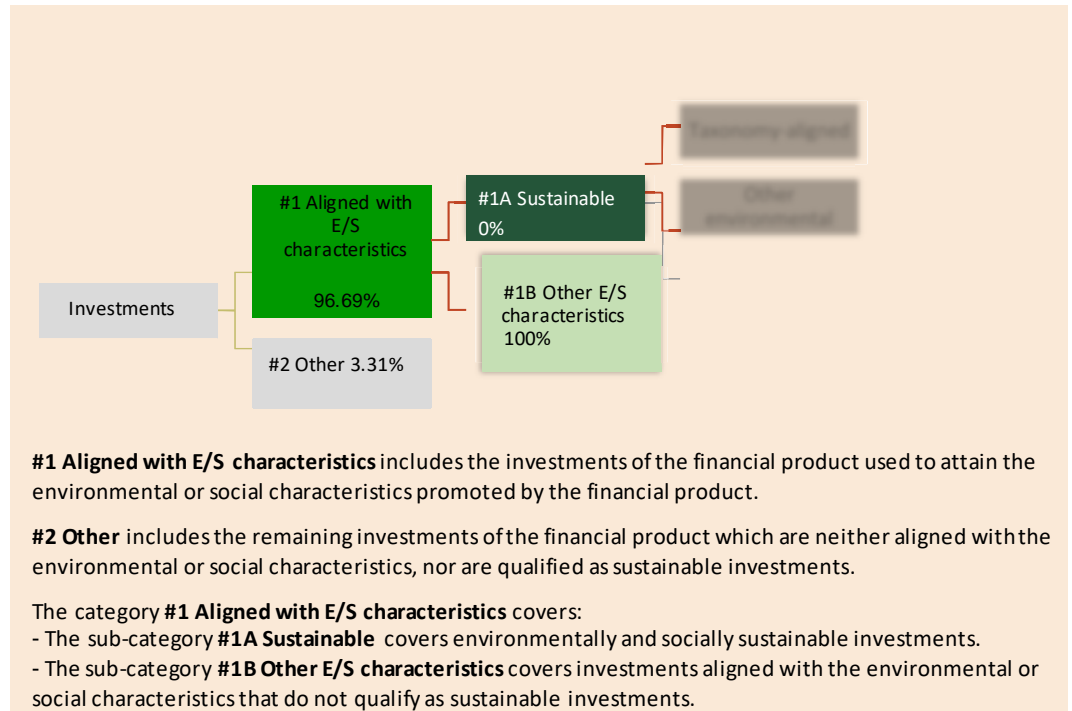 Taxonomy-aligned
Other
environmental
#1 Aligned with
E/S
characteristics
96.69%
#1A Sustainable
0%
#1B Other E/S
characteristics
100%
Investments
#2 Other 3.31%
#1 Aligned with E/S characteristics includes the investments of the financial product used to attain the
environmental or social characteristics promoted by the financial product.
#2 Other includes the remaining investments of the financial product which are neither aligned with the
environmental or social characteristics, nor are qualified as sustainable investments.
The category #1 Aligned with E/S characteristics covers:
- The sub-category #1A Sustainable covers environmentally and socially sustainable investments.
- The sub-category #1B Other E/S characteristics covers investments aligned with the environmental or
social characteristics that do not qualify as sustainable investments.